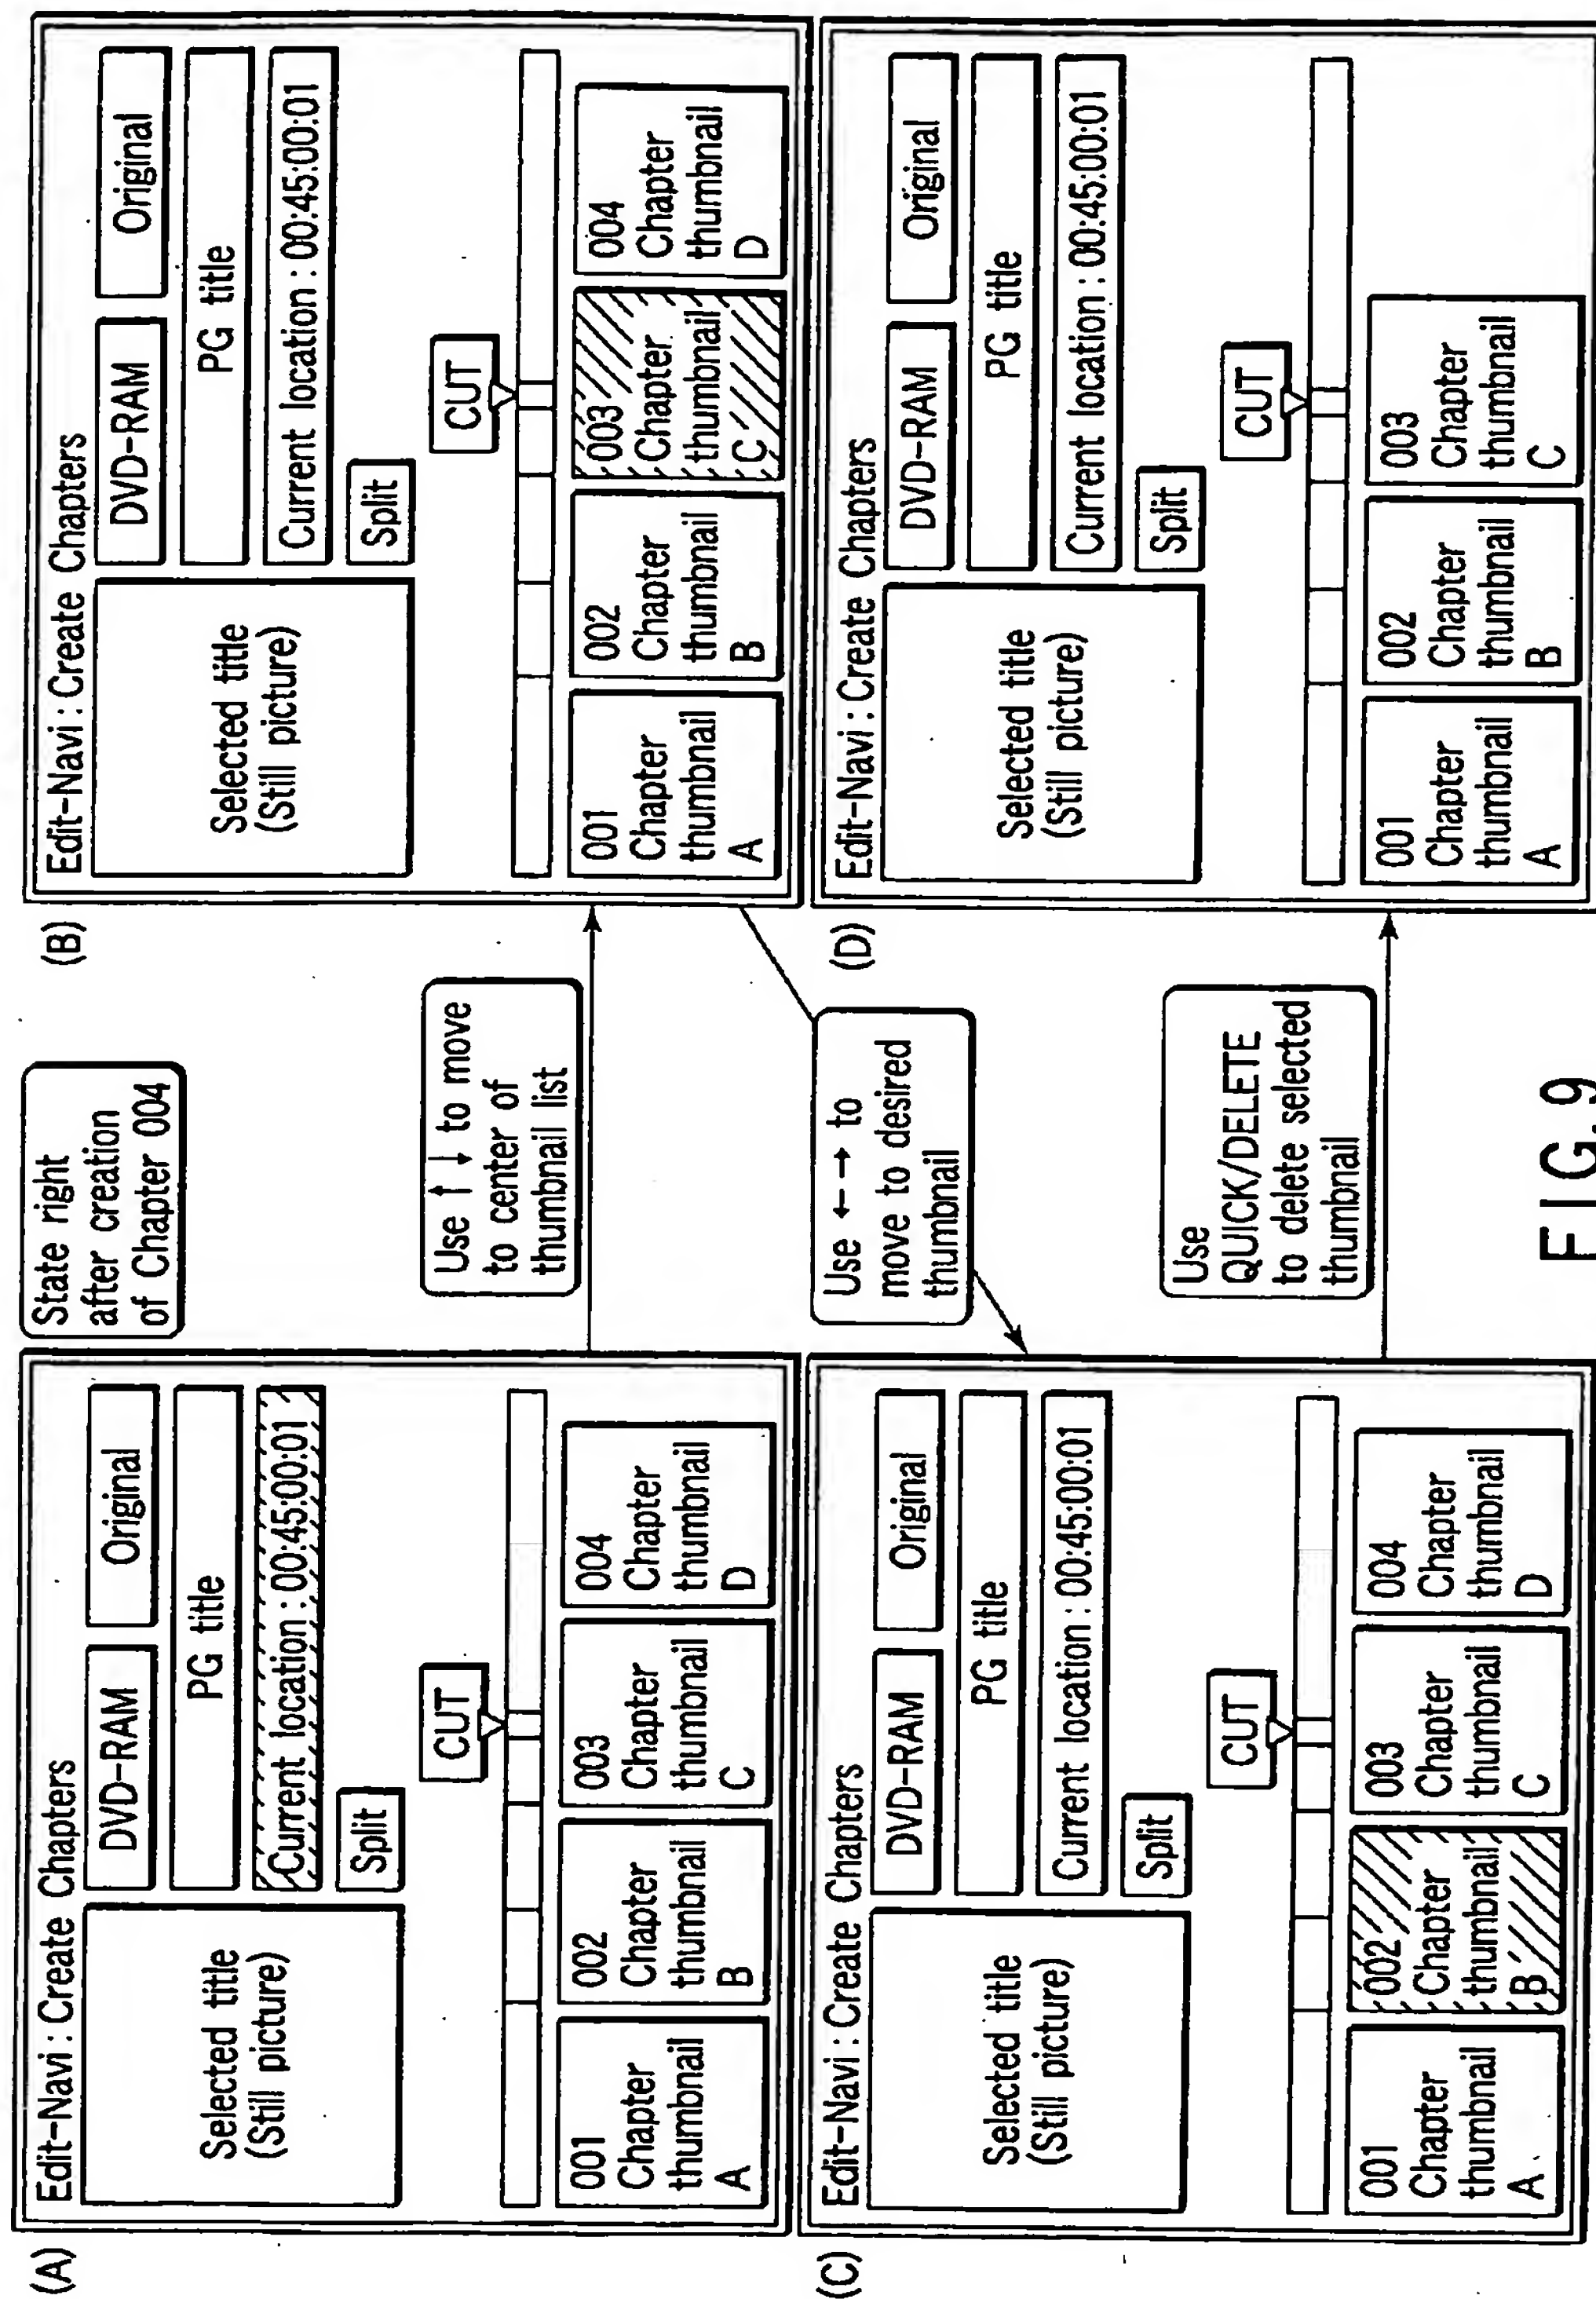 (A)
Edit-Navi : Create Chapters
Selected title
(Still picture)
DVD-RAM
Original
PG title
Current location : 00:45:00:01
Split
CUT
001
Chapter
thumbnail
A
002
Chapter
thumbnail
B
003
Chapter
thumbnail
C
004
Chapter
thumbnail
D
State right
after creation
of Chapter 004
Use ↑ ↓ to move
to center of
thumbnail list
(B)
Edit-Navi : Create Chapters
Selected title
(Still picture)
DVD-RAM
Original
PG title
Current location : 00:45:00:01
Split
CUT
001
Chapter
thumbnail
A
002
Chapter
thumbnail
B
003
Chapter
thumbnail
C
004
Chapter
thumbnail
D
Use ← → to
move to desired
thumbnail
(C)
Edit-Navi : Create Chapters
Selected title
(Still picture)
DVD-RAM
Original
PG title
Current location : 00:45:00:01
Split
CUT
001
Chapter
thumbnail
A
002
Chapter
thumbnail
B
003
Chapter
thumbnail
C
004
Chapter
thumbnail
D
Use
QUICK/DELETE
to delete selected
thumbnail
(D)
Edit-Navi : Create Chapters
Selected title
(Still picture)
DVD-RAM
Original
PG title
Current location : 00:45:00:01
Split
CUT
001
Chapter
thumbnail
A
002
Chapter
thumbnail
B
003
Chapter
thumbnail
C
FIG. 9